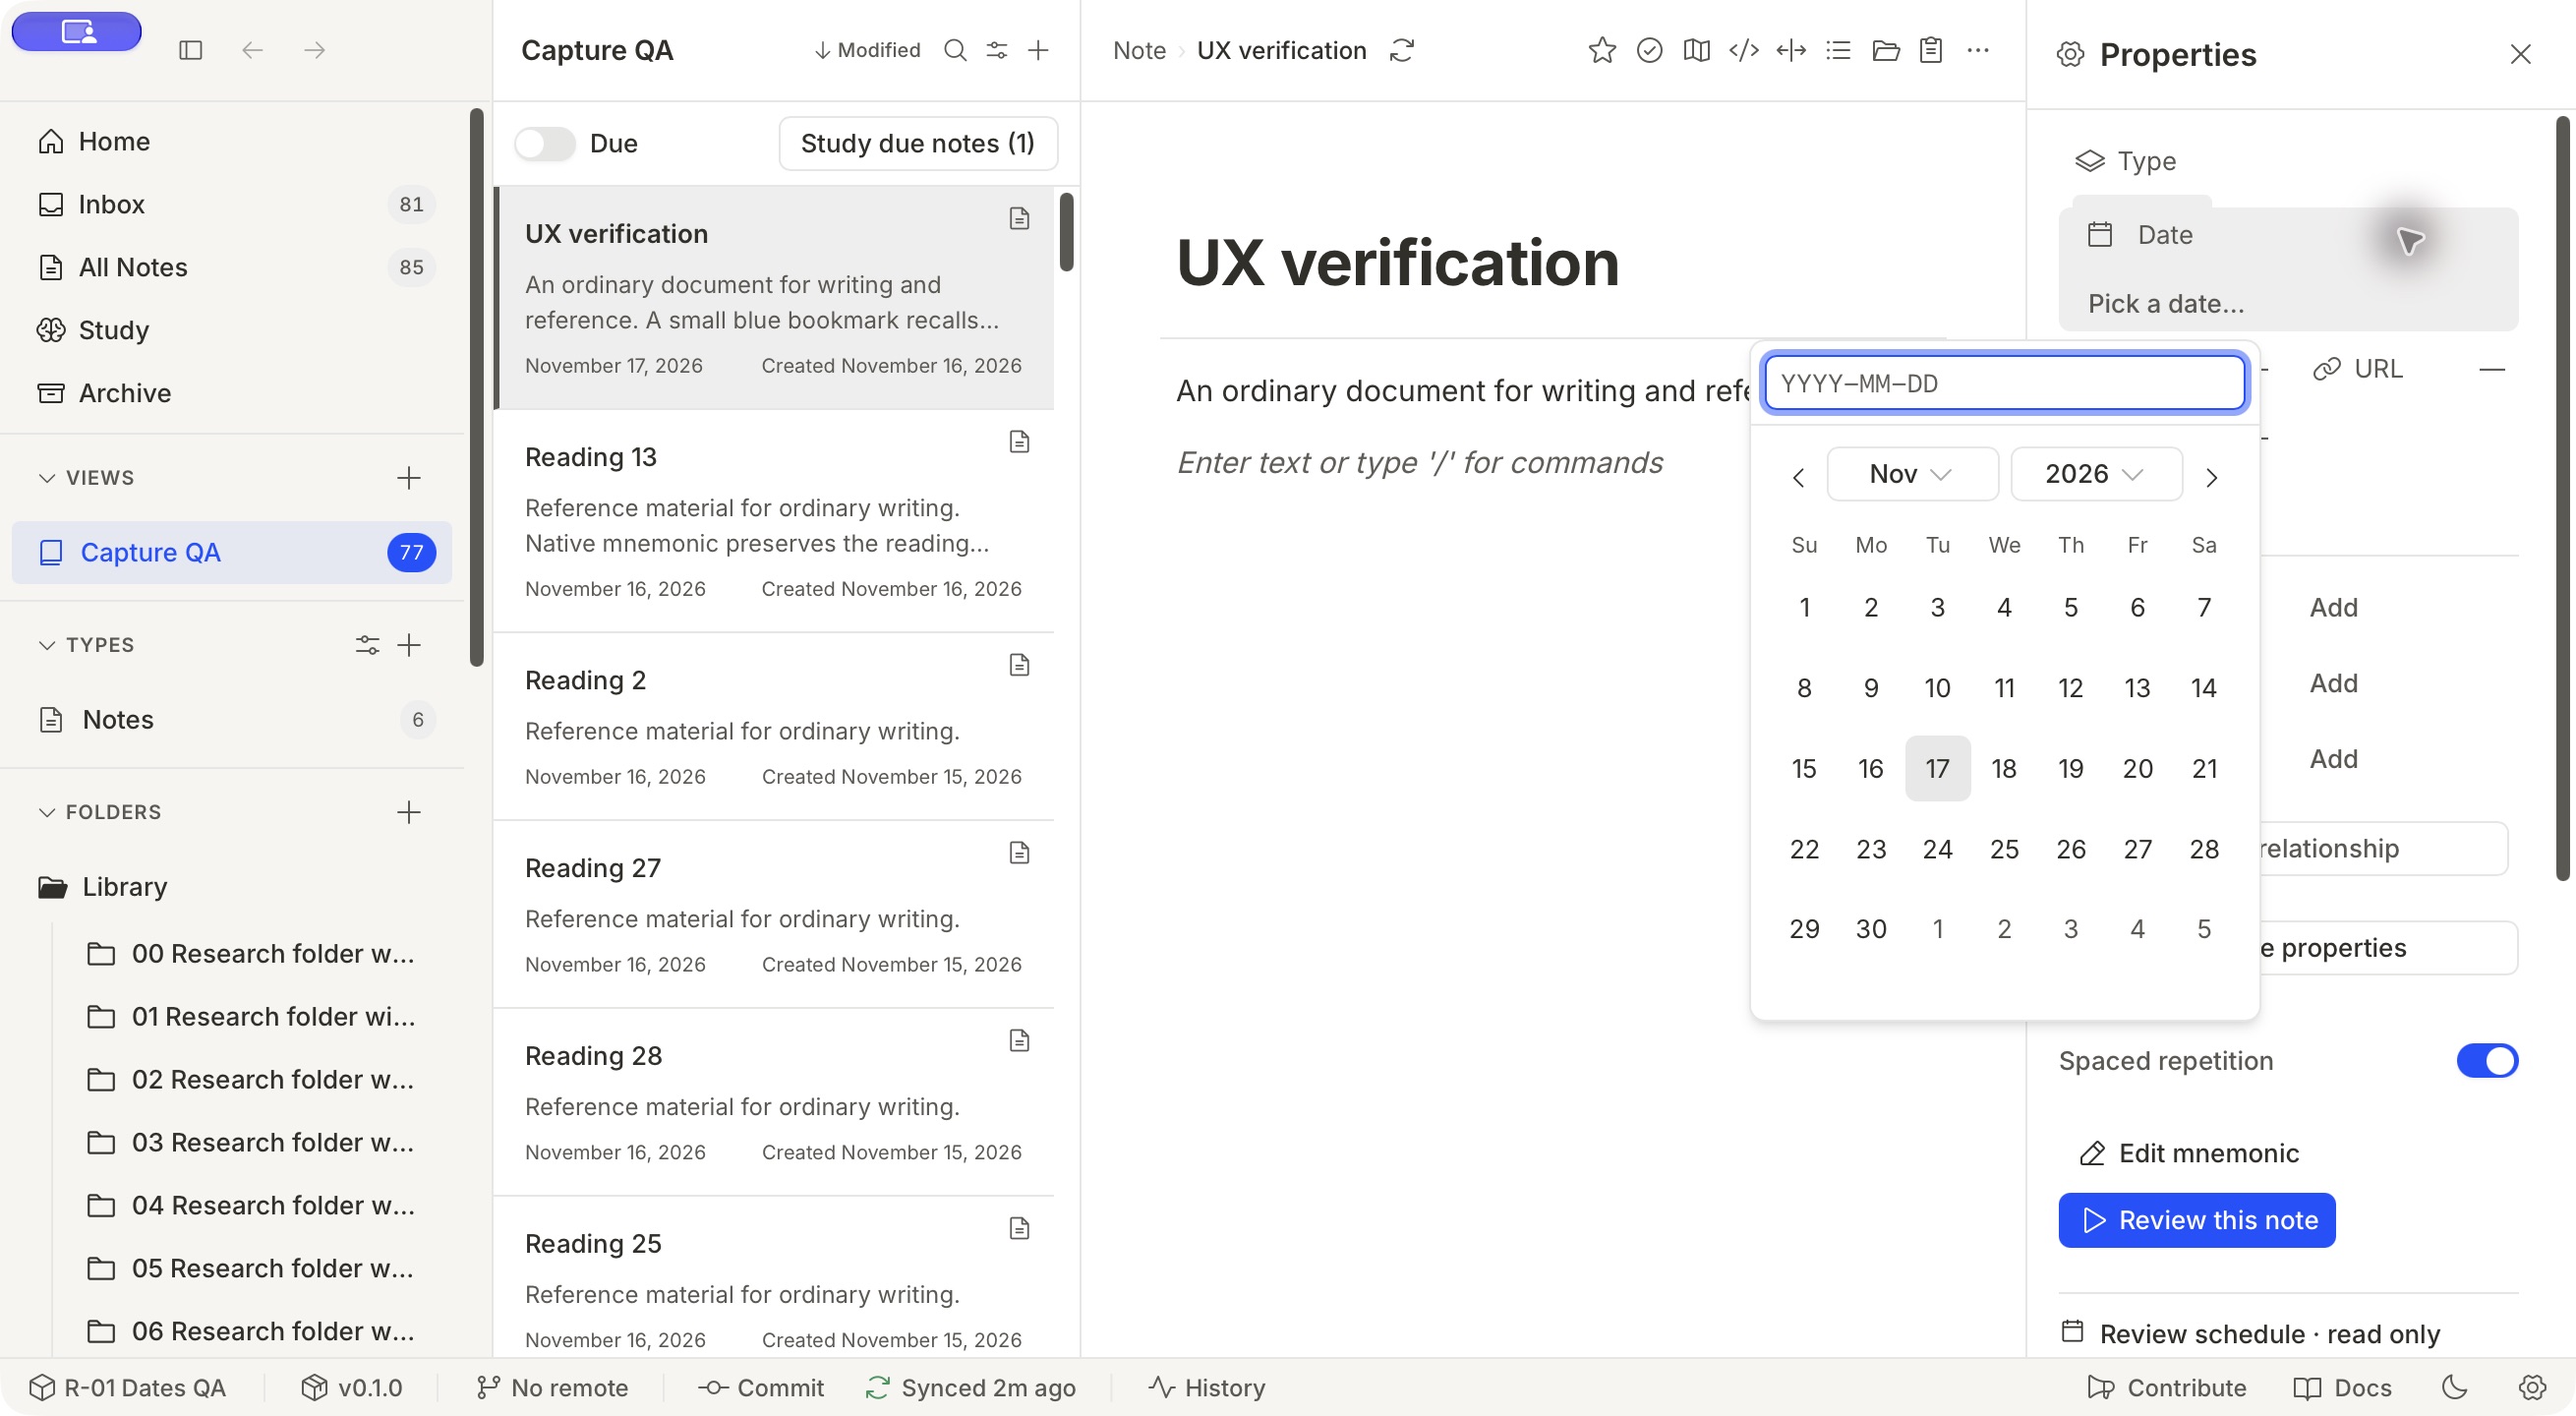 Capture QA
Modified
Note › UX verification
Properties
Home
Inbox 81
All Notes 85
Study
Archive
VIEWS
Capture QA 77
TYPES
Notes 6
FOLDERS
Library
00 Research folder w...
01 Research folder wi...
02 Research folder w...
03 Research folder w...
04 Research folder w...
05 Research folder w...
06 Research folder w...
Due
Study due notes (1)
UX verification
An ordinary document for writing and
reference. A small blue bookmark recalls...
November 17, 2026 Created November 16, 2026
Reading 13
Reference material for ordinary writing.
Native mnemonic preserves the reading...
November 16, 2026 Created November 16, 2026
Reading 2
Reference material for ordinary writing.
November 16, 2026 Created November 15, 2026
Reading 27
Reference material for ordinary writing.
November 16, 2026 Created November 15, 2026
Reading 28
Reference material for ordinary writing.
November 16, 2026 Created November 15, 2026
Reading 25
Reference material for ordinary writing.
November 16, 2026 Created November 15, 2026
UX verification
An ordinary document for writing and refe
Enter text or type '/' for commands
Type
Date
Pick a date...
URL —
YYYY-MM-DD
Nov 2026
Su Mo Tu We Th Fr Sa
1 2 3 4 5 6 7
8 9 10 11 12 13 14
15 16 17 18 19 20 21
22 23 24 25 26 27 28
29 30 1 2 3 4 5
Add
Add
Add
relationship
e properties
Spaced repetition
Edit mnemonic
Review this note
Review schedule · read only
R-01 Dates QA v0.1.0 No remote Commit Synced 2m ago History Contribute Docs